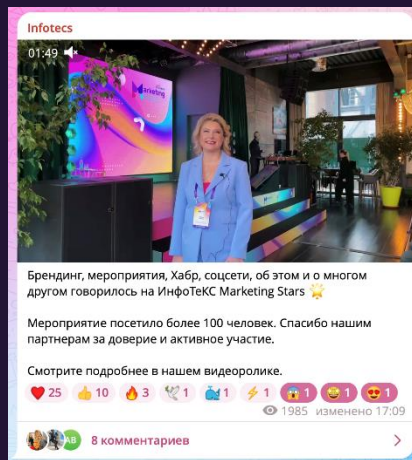 Infotecs
01:49
Marketing
Брендинг, мероприятия, Хабр, соцсети, об этом и о многом
другом говорилось на ИнфоТеКС Marketing Stars 🌟
Мероприятие посетило более 100 человек. Спасибо нашим
партнерам за доверие и активное участие.
Смотрите подробнее в нашем видеоролике.
❤️ 25 👍 10 🔥 3 🕊 1 🐳 1 ⚡ 1 😱 1 🤩 1 😍 1
1985 изменено 17:09
АВ 8 комментариев